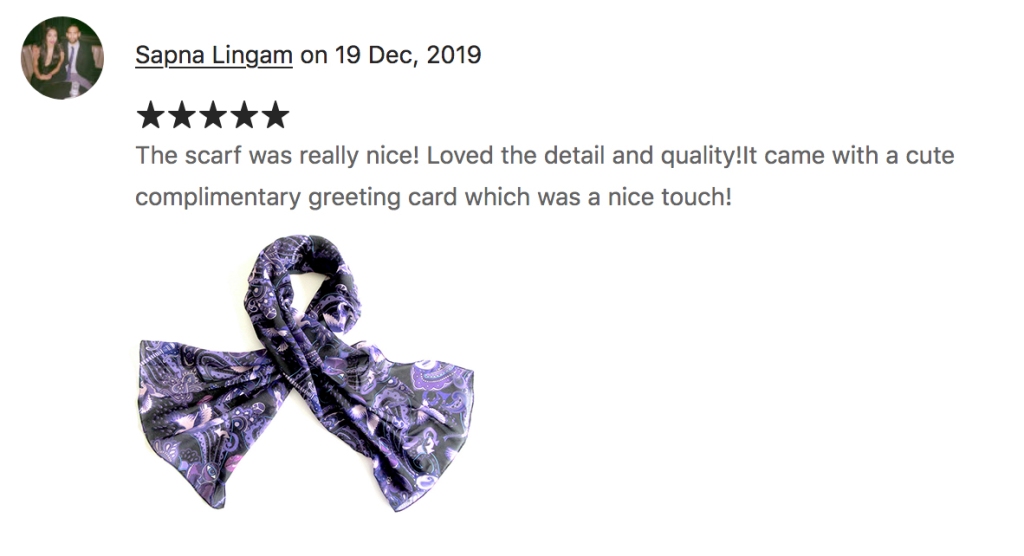 Sapna Lingam on 19 Dec, 2019
The scarf was really nice! Loved the detail and quality!It came with a cute
complimentary greeting card which was a nice touch!